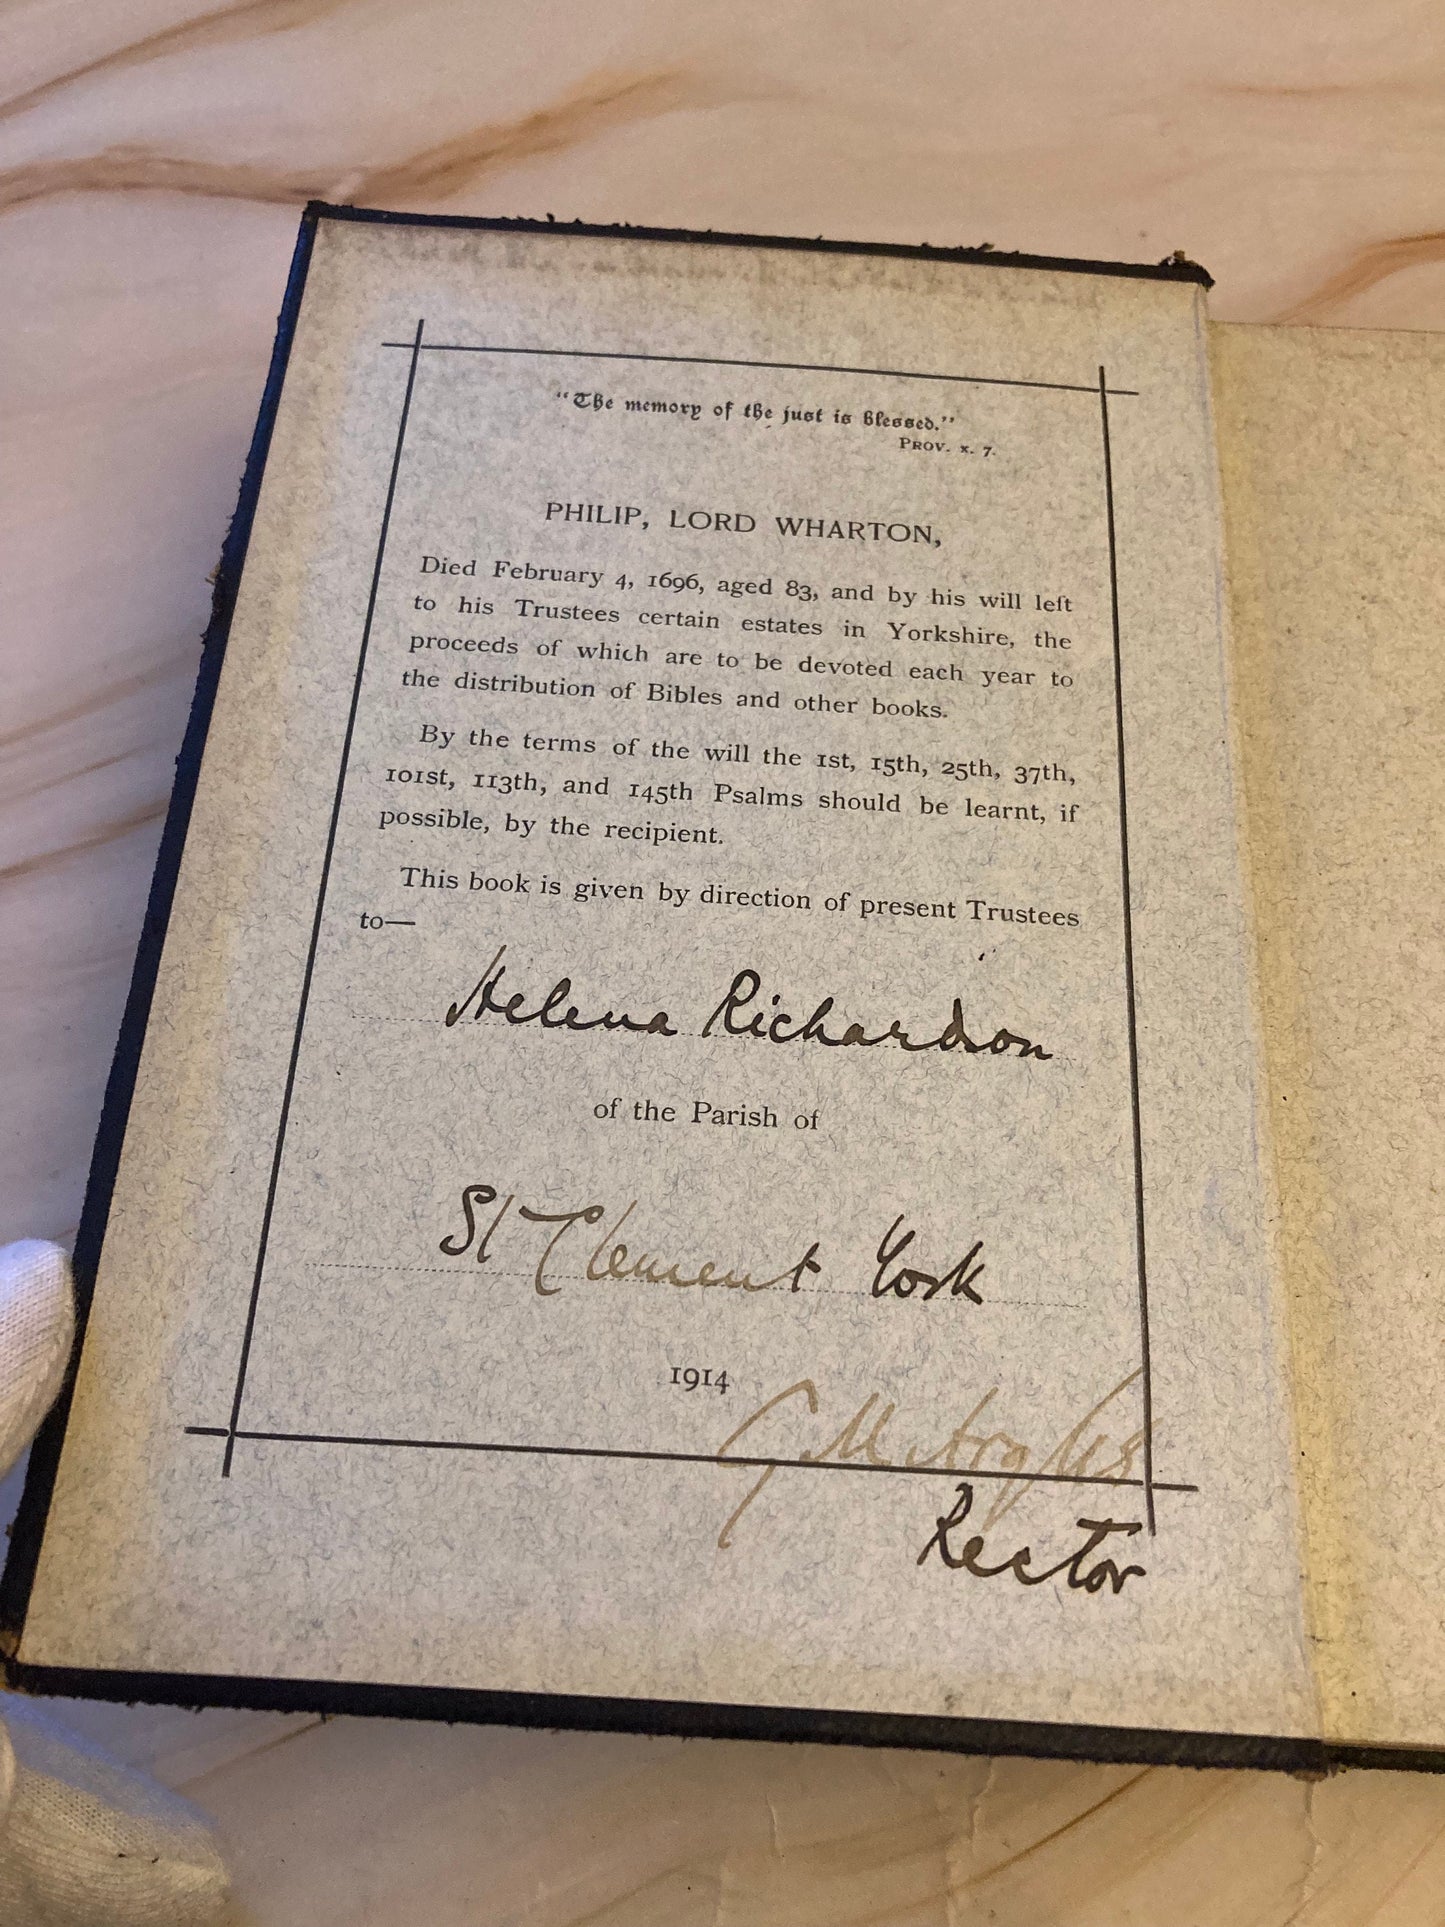 “The memory of the just is blessed.”
PROV. x. 7.
PHILIP, LORD WHARTON,
Died February 4, 1696, aged 83, and by his will left
to his Trustees certain estates in Yorkshire, the
proceeds of which are to be devoted each year to
the distribution of Bibles and other books.
By the terms of the will the 1st, 15th, 25th, 37th,
101st, 113th, and 145th Psalms should be learnt, if
possible, by the recipient.
This book is given by direction of present Trustees
to—
Helena Richardson
of the Parish of
St Clement York
1914
G M Argles
Rector